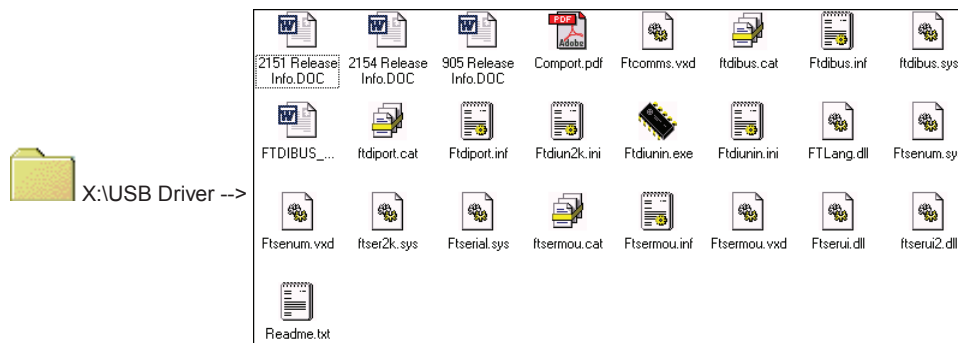 2151 Release Info.DOC
2154 Release Info.DOC
905 Release Info.DOC
PDF
Adobe
Comport.pdf
Ftcomms.vxd
ftdibus.cat
Ftdibus.inf
ftdibus.sys
FTDIBUS_...
ftdiport.cat
Ftdiport.inf
Ftdiun2k.ini
Ftdiunin.exe
Ftdiunin.ini
FTLang.dll
Ftsenum.sy
X:\USB Driver -->
Ftsenum.vxd
ftser2k.sys
Ftserial.sys
ftsermou.cat
Ftsermou.inf
Ftsermou.vxd
Ftserui.dll
ftserui2.dll
Readme.txt